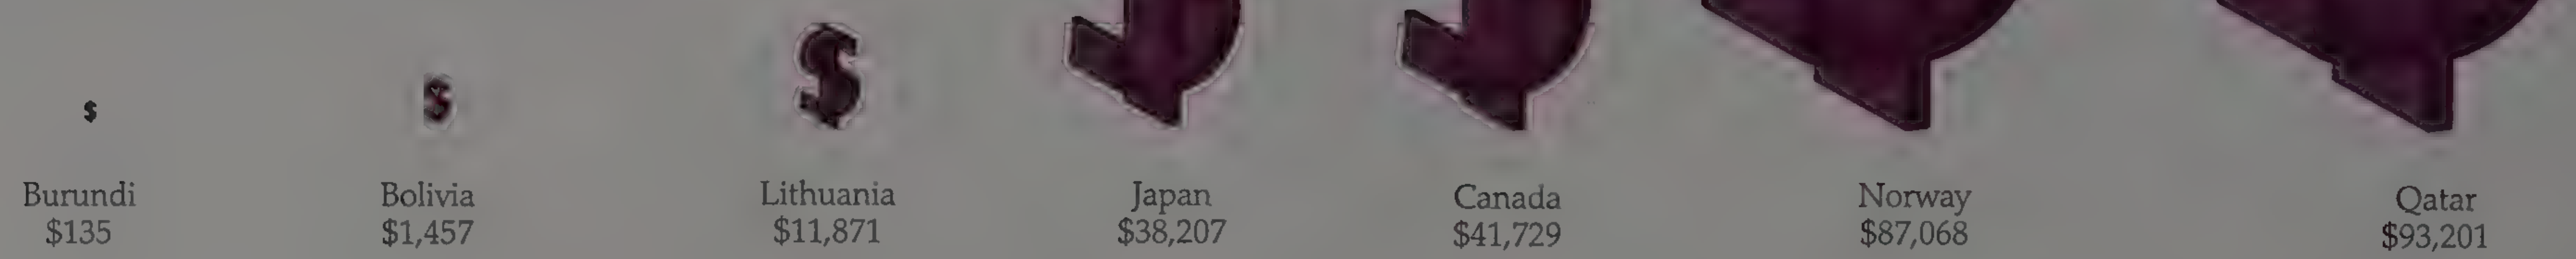 Burundi Bolivia Lithuania Japan Canada Norway Qatar
$135 $1,457 $11,871 $38,207 $41,729 $87,068 $93,201